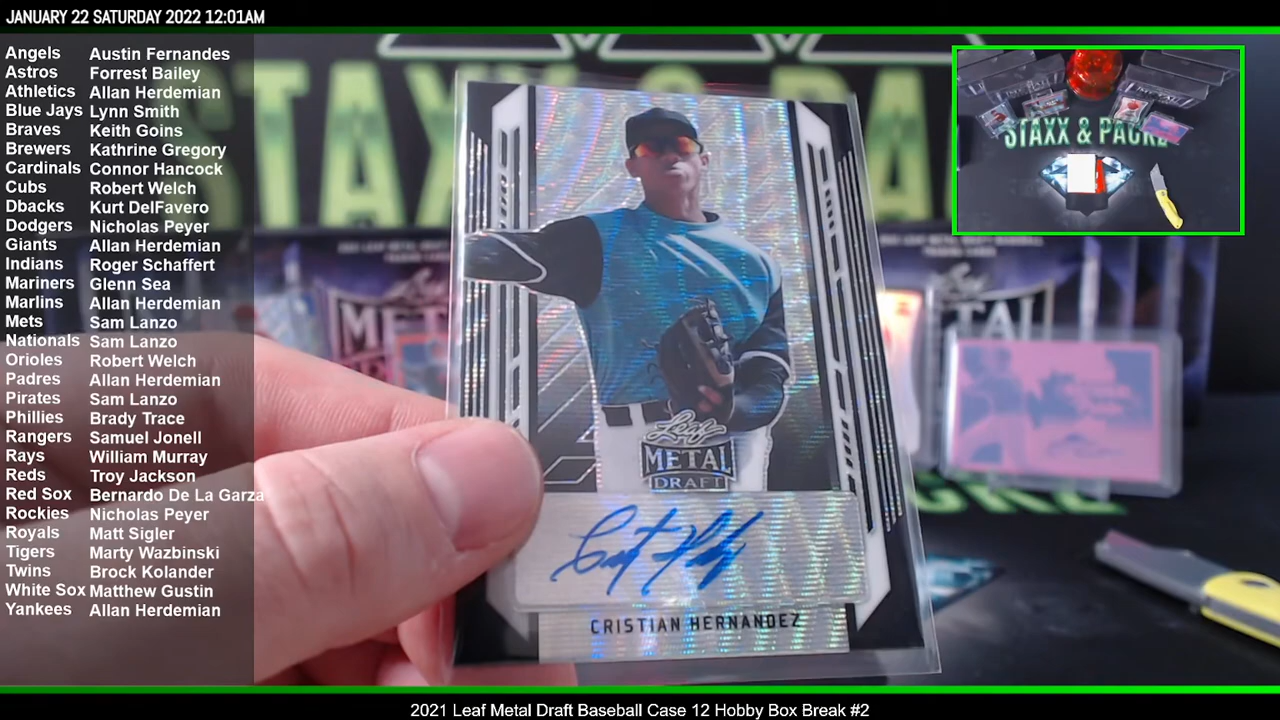 JANUARY 22 SATURDAY 2022 12:01AM
Angels Austin Fernandes
Astros Forrest Bailey
Athletics Allan Herdemian
Blue Jays Lynn Smith
Braves Keith Goins
Brewers Kathrine Gregory
Cardinals Connor Hancock
Cubs Robert Welch
Dbacks Kurt DelFavero
Dodgers Nicholas Peyer
Giants Allan Herdemian
Indians Roger Schaffert
Mariners Glenn Sea
Marlins Allan Herdemian
Mets Sam Lanzo
Nationals Sam Lanzo
Orioles Robert Welch
Padres Allan Herdemian
Pirates Sam Lanzo
Phillies Brady Trace
Rangers Samuel Jonell
Rays William Murray
Reds Troy Jackson
Red Sox Bernardo De La Garza
Rockies Nicholas Peyer
Royals Matt Sigler
Tigers Marty Wazbinski
Twins Brock Kolander
White Sox Matthew Gustin
Yankees Allan Herdemian
STAXX & PA
STAXX & PACKZ
Leaf
METAL
DRAFT
CRISTIAN HERNANDEZ
METAL
Leaf
TAL
2021 Leaf Metal Draft Baseball Case 12 Hobby Box Break #2